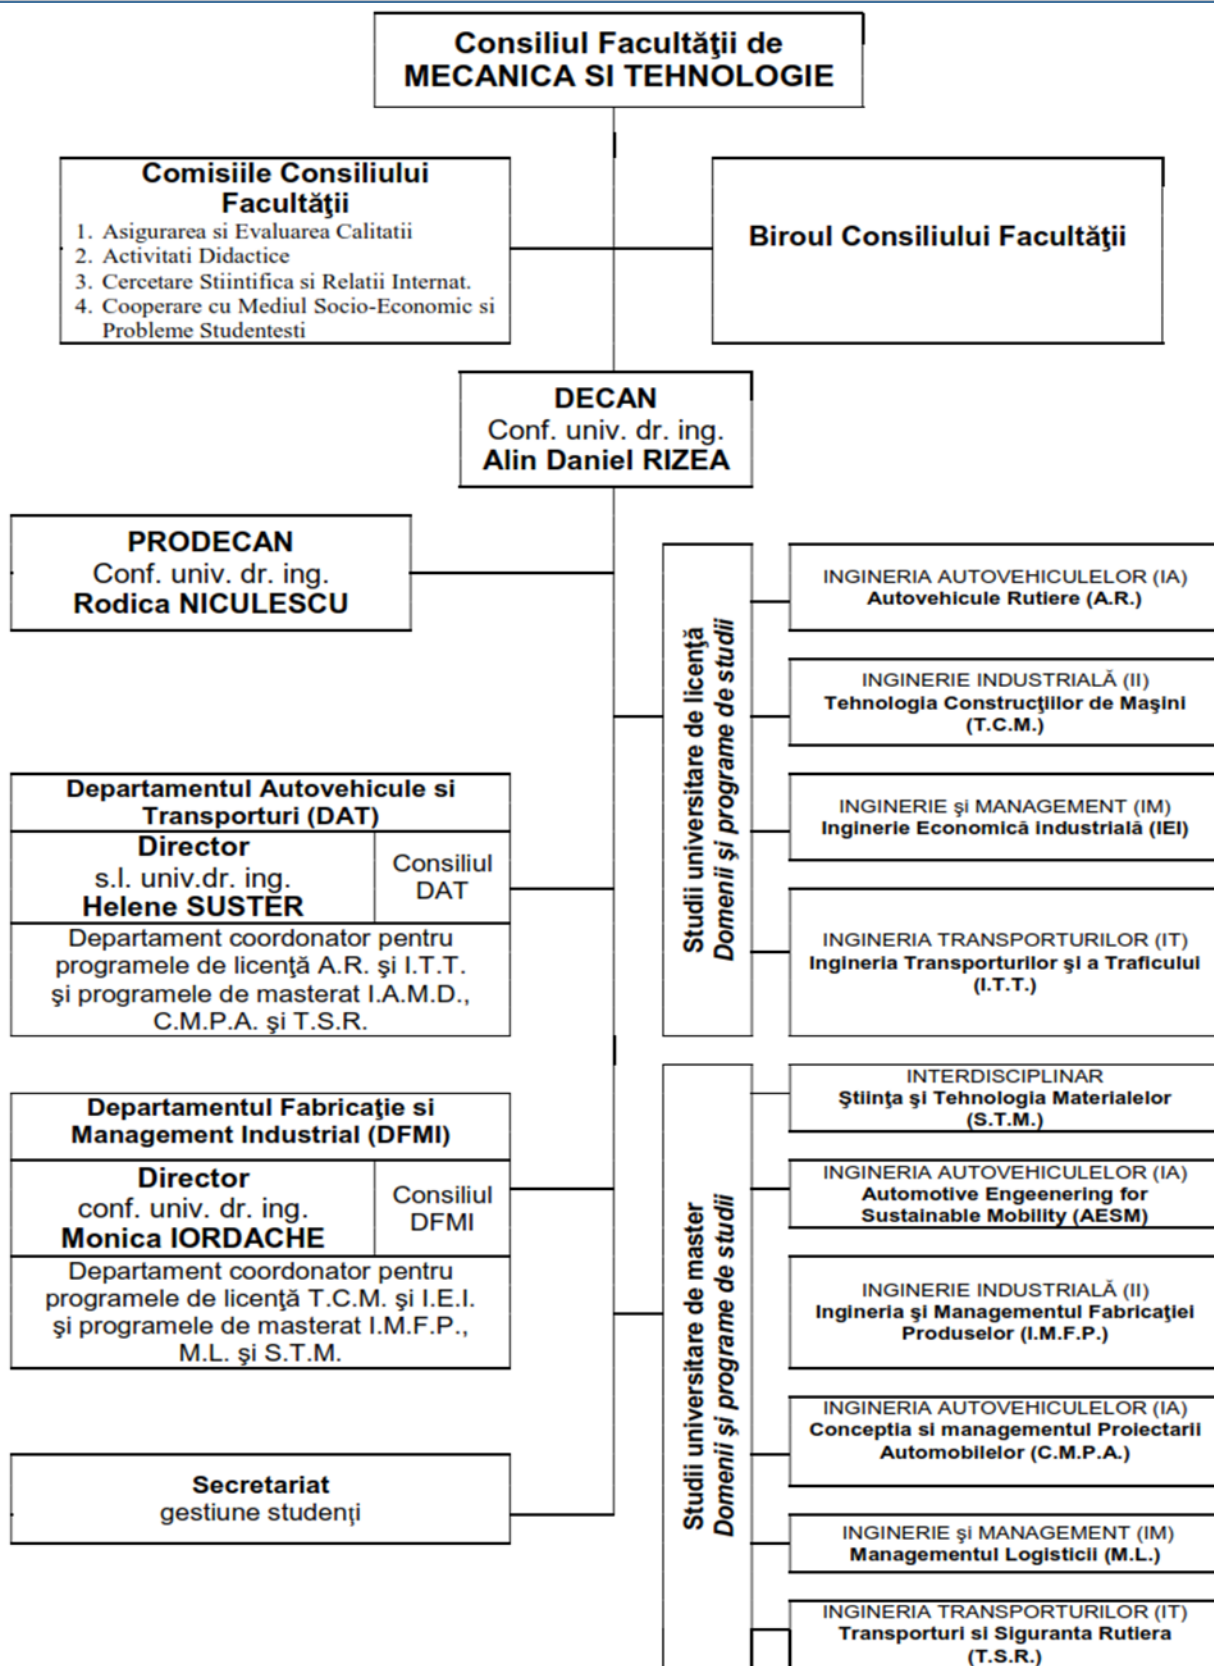 Consiliul Facultăţii de
MECANICA SI TEHNOLOGIE
Comisiile Consiliului
Facultăţii
1. Asigurarea si Evaluarea Calitatii
2. Activitati Didactice
3. Cercetare Stiintifica si Relatii Internat.
4. Cooperare cu Mediul Socio-Economic si
Probleme Studentesti
Biroul Consiliului Facultăţii
DECAN
Conf. univ. dr. ing.
Alin Daniel RIZEA
PRODECAN
Conf. univ. dr. ing.
Rodica NICULESCU
Departamentul Autovehicule si
Transporturi (DAT)
Director
s.l. univ.dr. ing.
Helene SUSTER
Consiliul
DAT
Departament coordonator pentru
programele de licenţă A.R. şi I.T.T.
şi programele de masterat I.A.M.D.,
C.M.P.A. şi T.S.R.
Departamentul Fabricaţie si
Management Industrial (DFMI)
Director
conf. univ. dr. ing.
Monica IORDACHE
Consiliul
DFMI
Departament coordonator pentru
programele de licenţă T.C.M. şi I.E.I.
şi programele de masterat I.M.F.P.,
M.L. şi S.T.M.
Secretariat
gestiune studenţi
Studii universitare de licenţă
Domenii şi programe de studii
INGINERIA AUTOVEHICULELOR (IA)
Autovehicule Rutiere (A.R.)
INGINERIE INDUSTRIALĂ (II)
Tehnologia Construcţiilor de Maşini
(T.C.M.)
INGINERIE şi MANAGEMENT (IM)
Inginerie Economică Industrială (IEI)
INGINERIA TRANSPORTURILOR (IT)
Ingineria Transporturilor şi a Traficului
(I.T.T.)
Studii universitare de master
Domenii şi programe de studii
INTERDISCIPLINAR
Ştiinţa şi Tehnologia Materialelor
(S.T.M.)
INGINERIA AUTOVEHICULELOR (IA)
Automotive Engeenering for
Sustainable Mobility (AESM)
INGINERIE INDUSTRIALĂ (II)
Ingineria şi Managementul Fabricaţiei
Produselor (I.M.F.P.)
INGINERIA AUTOVEHICULELOR (IA)
Conceptia si managementul Proiectarii
Automobilelor (C.M.P.A.)
INGINERIE şi MANAGEMENT (IM)
Managementul Logisticii (M.L.)
INGINERIA TRANSPORTURILOR (IT)
Transporturi si Siguranta Rutiera
(T.S.R.)